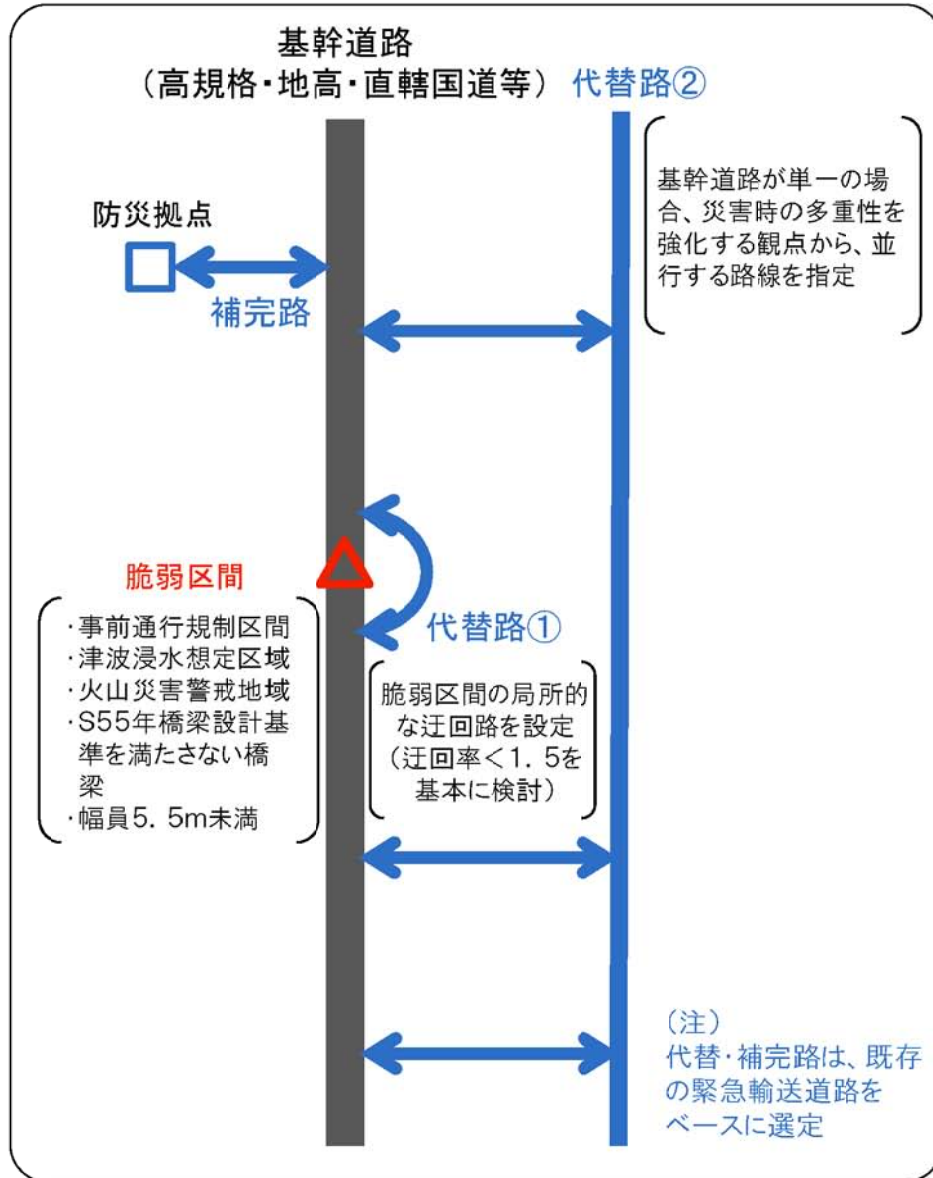 基幹道路
（高規格・地高・直轄国道等）
代替路②
基幹道路が単一の場
合、災害時の多重性を
強化する観点から、並
行する路線を指定
防災拠点
補完路
脆弱区間
・事前通行規制区間
・津波浸水想定区域
・火山災害警戒地域
・S55年橋梁設計基
準を満たさない橋
梁
・幅員5．5m未満
代替路①
脆弱区間の局所的
な迂回路を設定
（迂回率＜1．5を
基本に検討）
（注）
代替・補完路は、既存
の緊急輸送道路を
ベースに選定